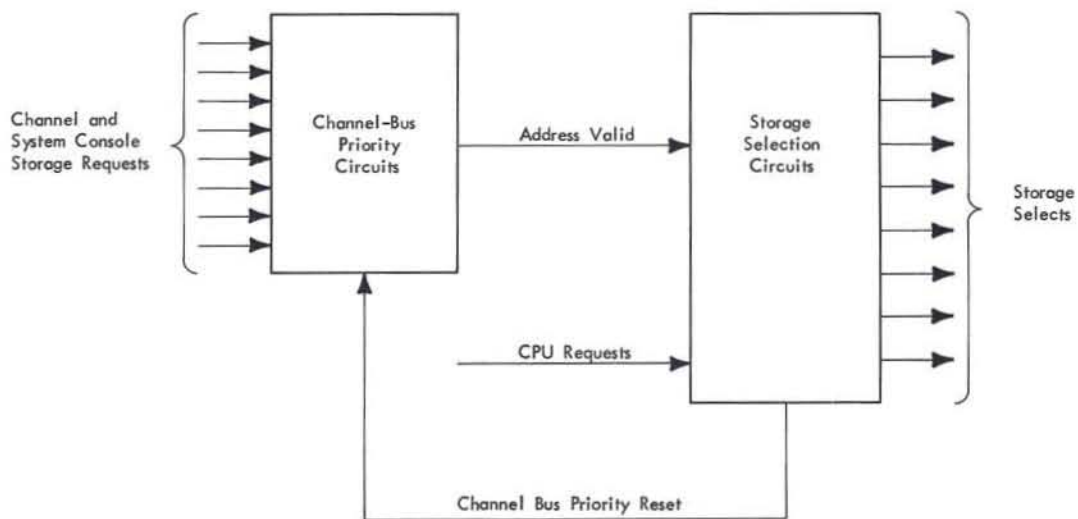 Channel and
System Console
Storage Requests
Channel-Bus
Priority
Circuits
Address Valid
Storage
Selection
Circuits
Storage
Selects
CPU Requests
Channel Bus Priority Reset